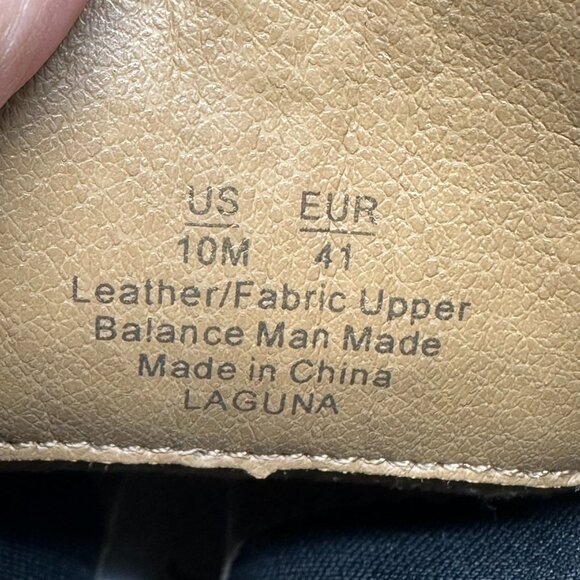 US EUR
10M 41
Leather/Fabric Upper
Balance Man Made
Made in China
LAGUNA